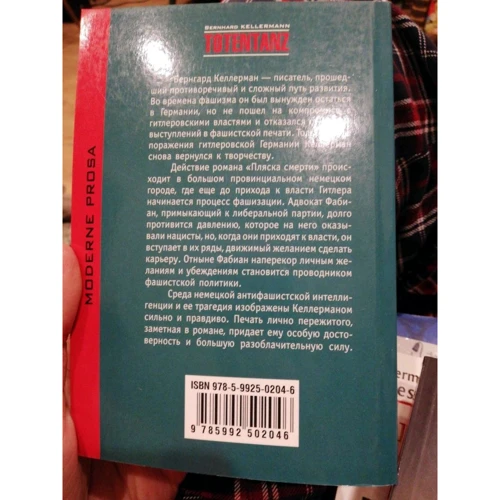 BERNHARD KELLERMANN
TOTENTANZ
Бернгард Келлерман — писатель, прошед-
ший противоречивый и сложный путь развития.
Во времена фашизма он был вынужден остаться
в Германии, но не пошел на компромисс с
гитлеровскими властями и отказался от
выступлений в фашистской печати.
поражения гитлеровской Германии Келлерман
снова вернулся к творчеству.
Действие романа «Пляска смерти» проис-
ходит в большом провинциальном немецком
городе, где еще до прихода к власти Гитлера
начинается процесс фашизации. Адвокат Фаби-
ан, примыкающий к либеральной партии, долго
противится давлению, которое на него оказы-
вали нацисты, но, когда они приходят к власти, он
вступает в их ряды, движимый желанием сделать
карьеру. Отныне Фабиан наперекор личным же-
ланиям и убеждениям становится проводником
фашистской политики.
Среда немецкой антифашистской интелли-
генции и ее трагедия изображены Келлерманом
сильно и правдиво. Печать лично пережитого,
заметная в романе, придает ему особую досто-
верность и большую разоблачительную силу.
MODERNE PROSA
ISBN 978-5-9925-0204-6
9 785992 502046